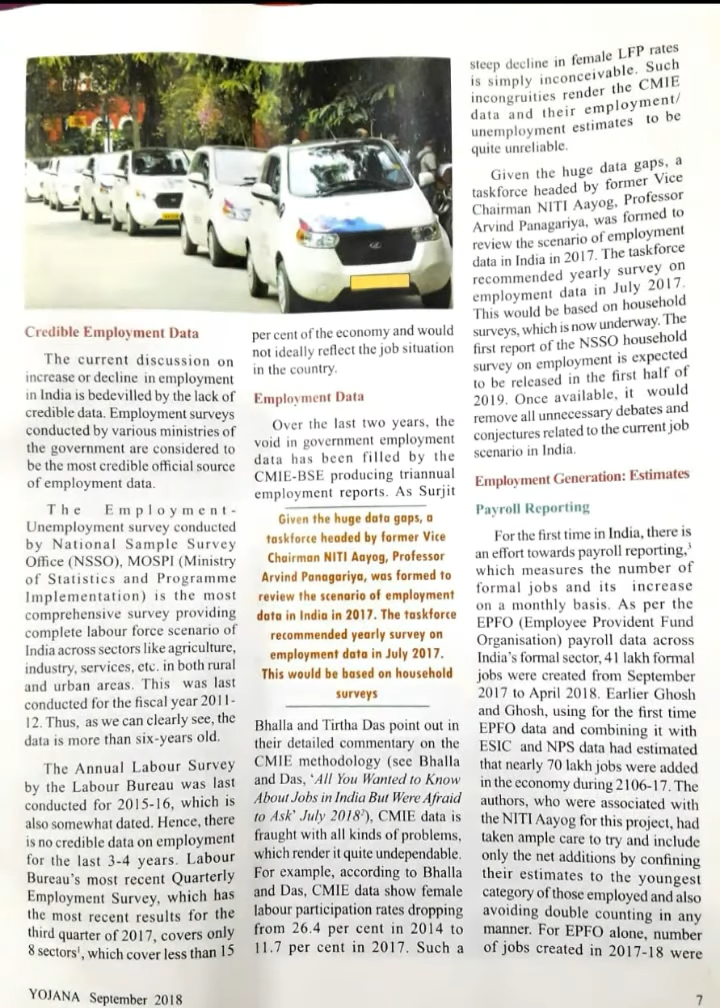 Credible Employment Data
The current discussion on
increase or decline in employment
in India is bedevilled by the lack of
credible data. Employment surveys
conducted by various ministries of
the government are considered to
be the most credible official source
of employment data.
The Employment-
Unemployment survey conducted
by National Sample Survey
Office (NSSO), MOSPI (Ministry
of Statistics and Programme
Implementation) is the most
comprehensive survey providing
complete labour force scenario of
India across sectors like agriculture,
industry, services, etc. in both rural
and urban areas. This was last
conducted for the fiscal year 2011-
12. Thus, as we can clearly see, the
data is more than six-years old.
The Annual Labour Survey
by the Labour Bureau was last
conducted for 2015-16, which is
also somewhat dated. Hence, there
is no credible data on employment
for the last 3-4 years. Labour
Bureau's most recent Quarterly
Employment Survey, which has
the most recent results for the
third quarter of 2017, covers only
8 sectors¹, which cover less than 15
per cent of the economy and would
not ideally reflect the job situation
in the country.
Employment Data
Over the last two years, the
void in government employment
data has been filled by the
CMIE-BSE producing triannual
employment reports. As Surjit
Given the huge data gaps, a
taskforce headed by former Vice
Chairman NITI Aayog, Professor
Arvind Panagariya, was formed to
review the scenario of employment
data in India in 2017. The taskforce
recommended yearly survey on
employment data in July 2017.
This would be based on household
surveys
Bhalla and Tirtha Das point out in
their detailed commentary on the
CMIE methodology (see Bhalla
and Das, 'All You Wanted to Know
About Jobs in India But Were Afraid
to Ask' July 2018²), CMIE data is
fraught with all kinds of problems,
which render it quite undependable.
For example, according to Bhalla
and Das, CMIE data show female
labour participation rates dropping
from 26.4 per cent in 2014 to
11.7 per cent in 2017. Such a
steep decline in female LFP rates
is simply inconceivable. Such
incongruities render the CMIE
data and their employment/
unemployment estimates to be
quite unreliable.
Given the huge data gaps, a
taskforce headed by former Vice
Chairman NITI Aayog, Professor
Arvind Panagariya, was formed to
review the scenario of employment
data in India in 2017. The taskforce
recommended yearly survey on
employment data in July 2017.
This would be based on household
surveys, which is now underway. The
first report of the NSSO household
survey on employment is expected
to be released in the first half of
2019. Once available, it would
remove all unnecessary debates and
conjectures related to the current job
scenario in India.
Employment Generation: Estimates
Payroll Reporting
For the first time in India, there is
an effort towards payroll reporting,³
which measures the number of
formal jobs and its increase
on a monthly basis. As per the
EPFO (Employee Provident Fund
Organisation) payroll data across
India's formal sector, 41 lakh formal
jobs were created from September
2017 to April 2018. Earlier Ghosh
and Ghosh, using for the first time
EPFO data and combining it with
ESIC and NPS data had estimated
that nearly 70 lakh jobs were added
in the economy during 2106-17. The
authors, who were associated with
the NITI Aayog for this project, had
taken ample care to try and include
only the net additions by confining
their estimates to the youngest
category of those employed and also
avoiding double counting in any
manner. For EPFO alone, number
of jobs created in 2017-18 were
YOJANA September 2018
7